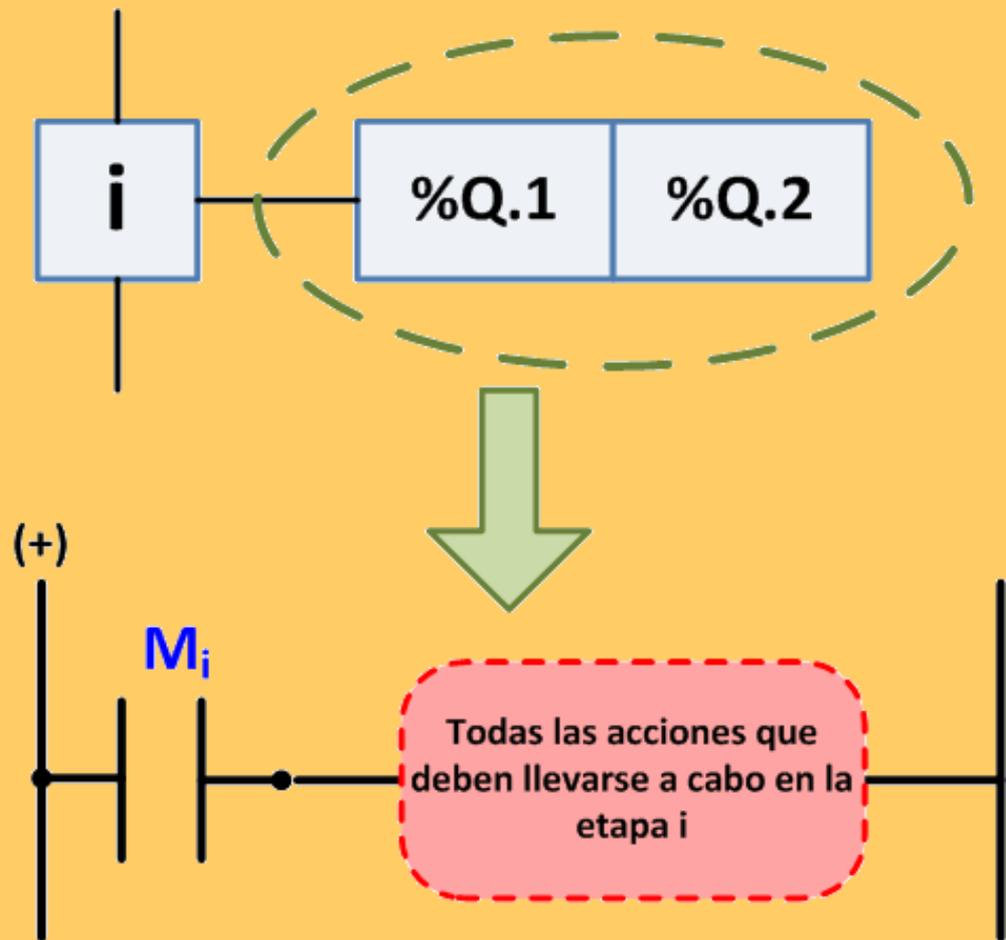 i
%Q.1
%Q.2
(+)
Mi
Todas las acciones que
deben llevarse a cabo en la
etapa i